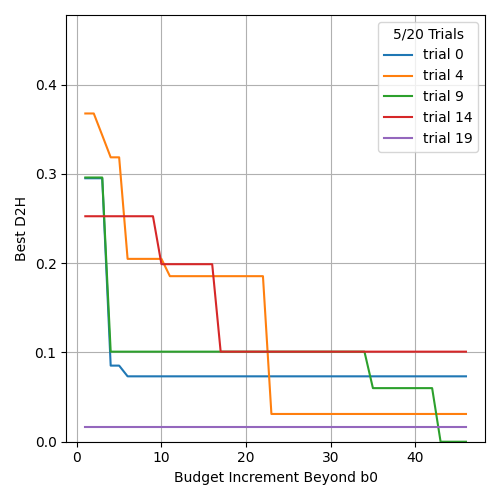 5/20 Trials
trial 0
trial 4
trial 9
trial 14
trial 19
Best D2H
0.4
0.3
0.2
0.1
0.0
0 10 20 30 40
Budget Increment Beyond b0